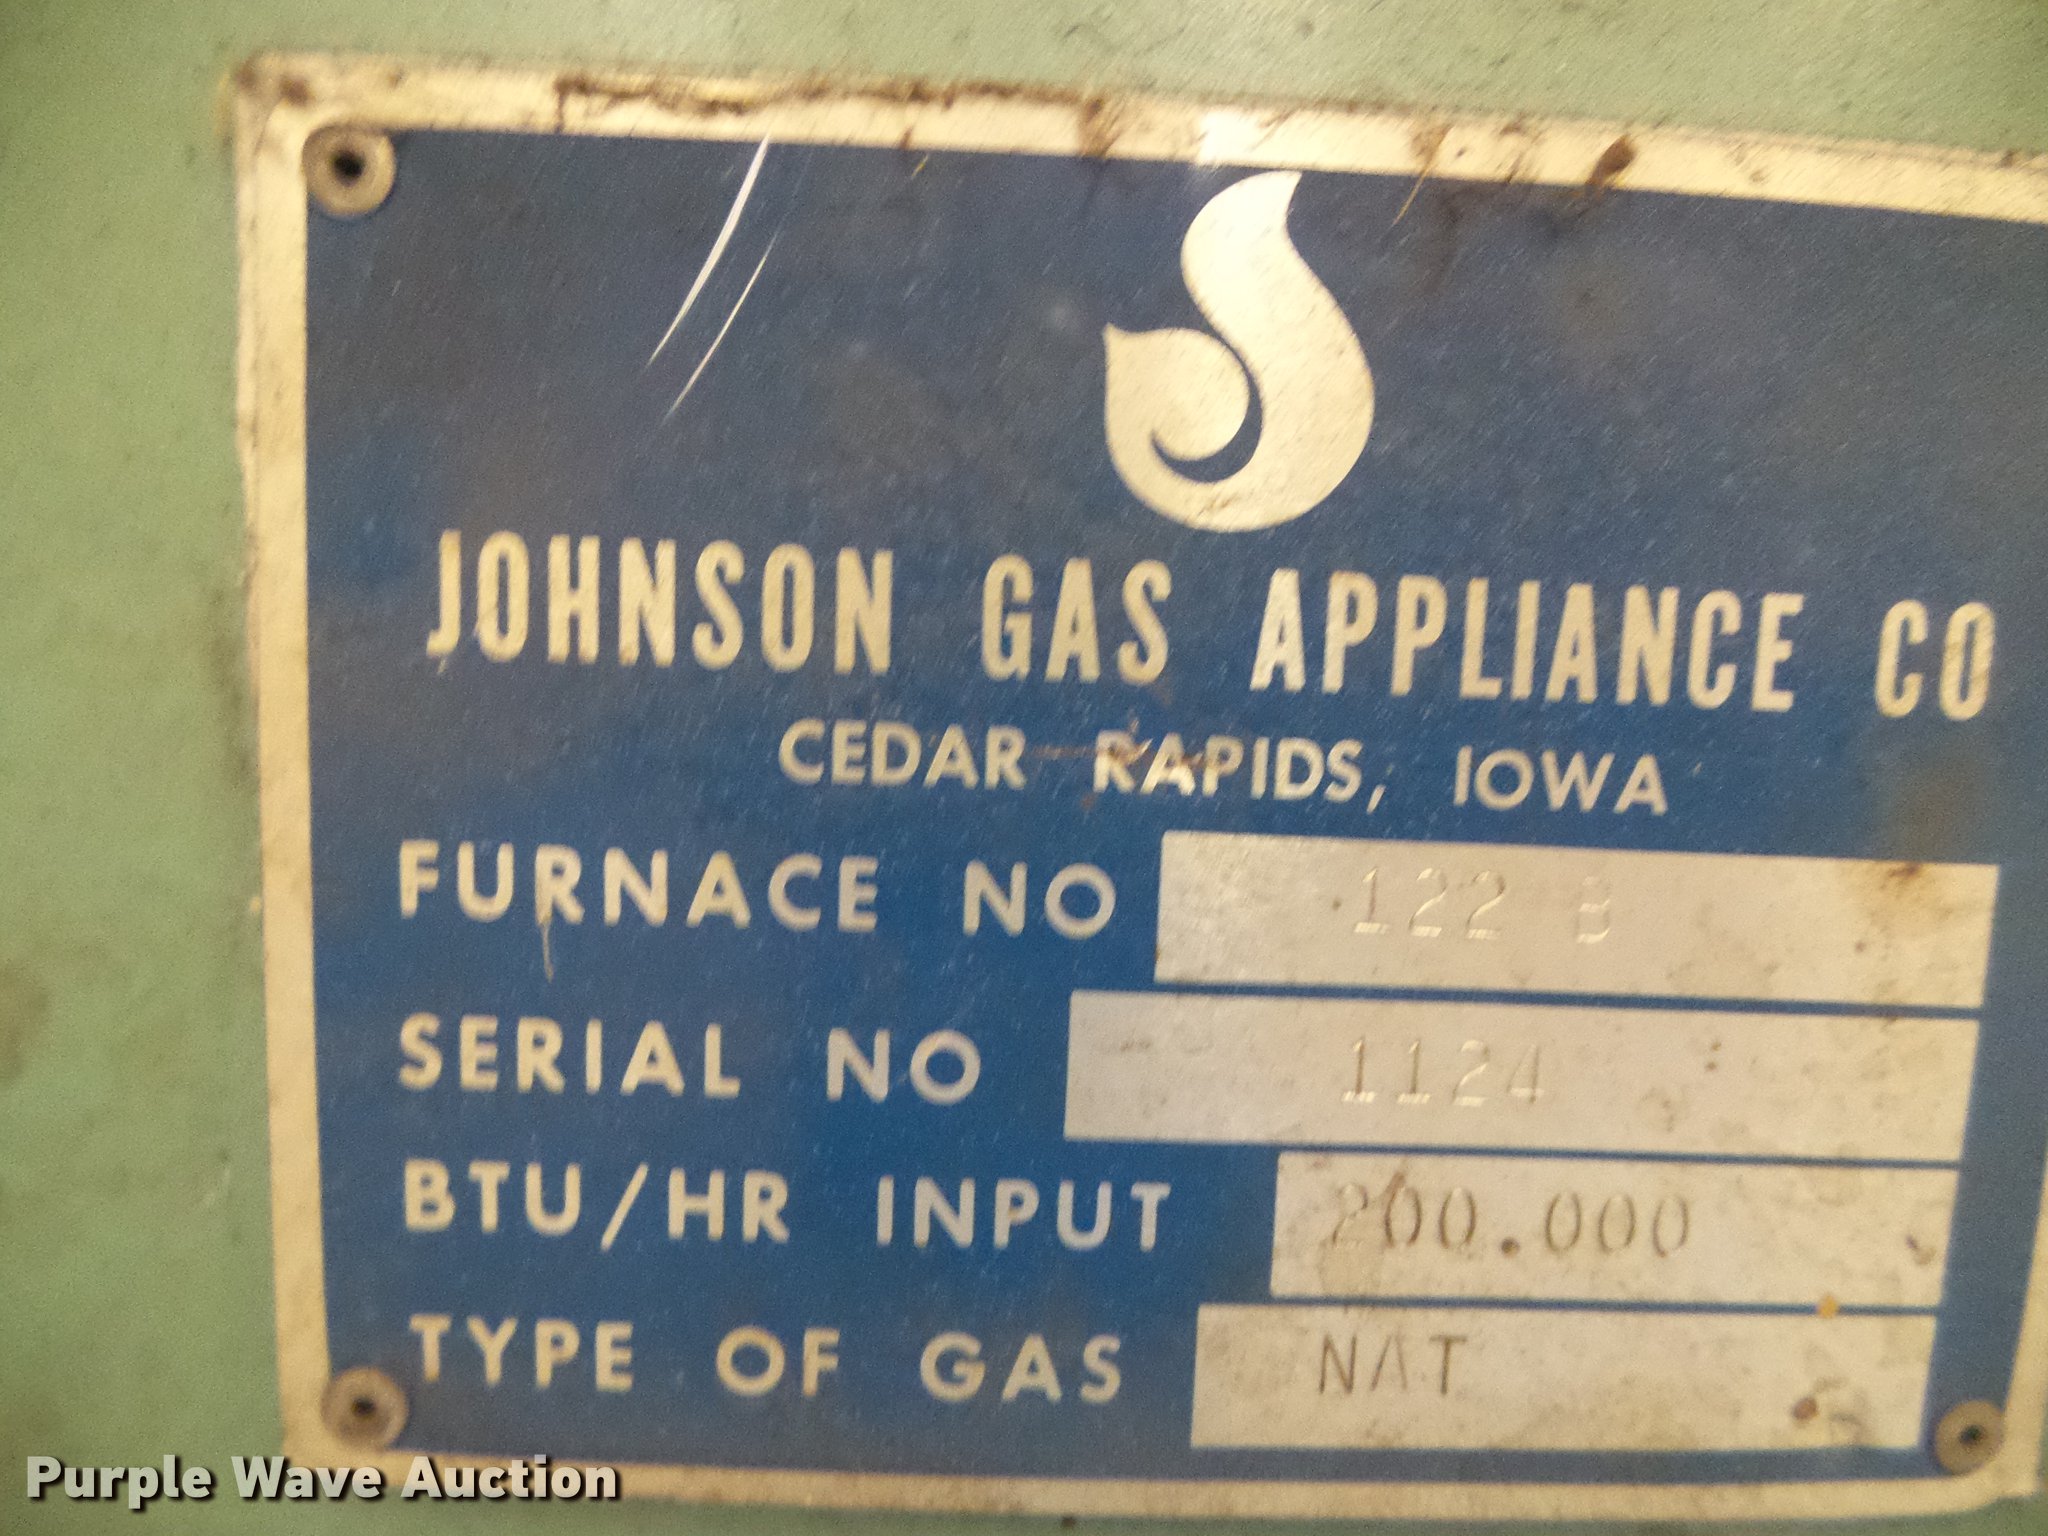 JOHNSON GAS APPLIANCE CO
CEDAR RAPIDS, IOWA
FURNACE NO 122 B
SERIAL NO 1124
BTU/HR INPUT 200.000
TYPE OF GAS NAT
Purple Wave Auction